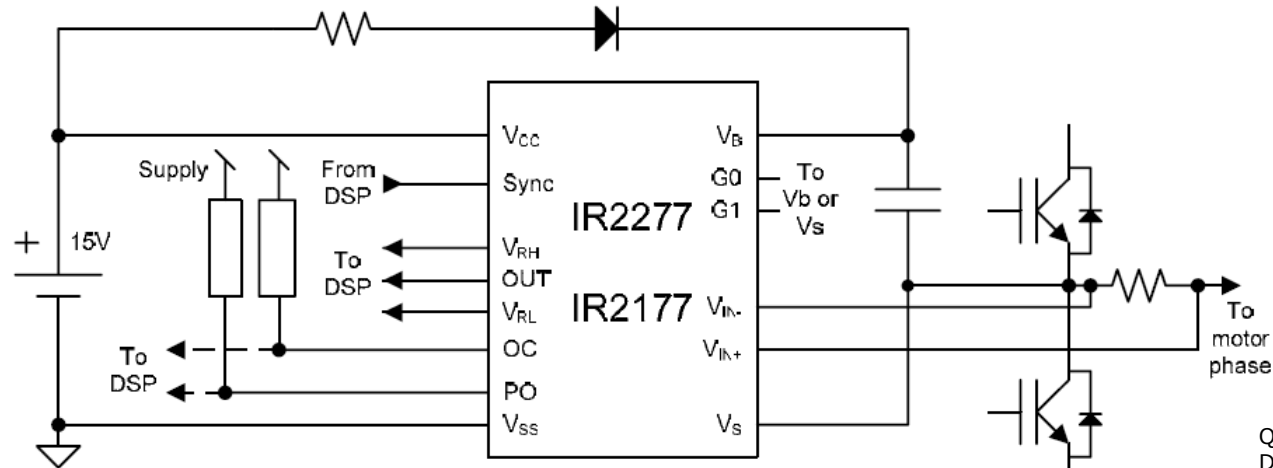 V_CC
V_B
Supply
From
DSP
Sync
G0
G1
To
Vb or
Vs
IR2277
+
15V
V_RH
To
DSP
OUT
V_RL
IR2177
V_IN-
To
motor
phase
OC
V_IN+
To
DSP
PO
V_SS
V_S
Q
D